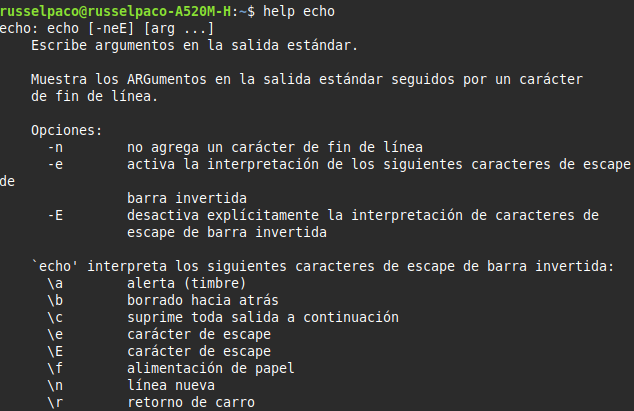 russelpaco@russelpaco-A520M-H:~$ help echo
echo: echo [-neE] [arg ...]
Escribe argumentos en la salida estándar.
Muestra los ARGumentos en la salida estándar seguidos por un carácter
de fin de línea.
Opciones:
-n no agrega un carácter de fin de línea
-e activa la interpretación de los siguientes caracteres de escape
de
barra invertida
-E desactiva explícitamente la interpretación de caracteres de
escape de barra invertida
`echo' interpreta los siguientes caracteres de escape de barra invertida:
\a alerta (timbre)
\b borrado hacia atrás
\c suprime toda salida a continuación
\e carácter de escape
\E carácter de escape
\f alimentación de papel
\n línea nueva
\r retorno de carro